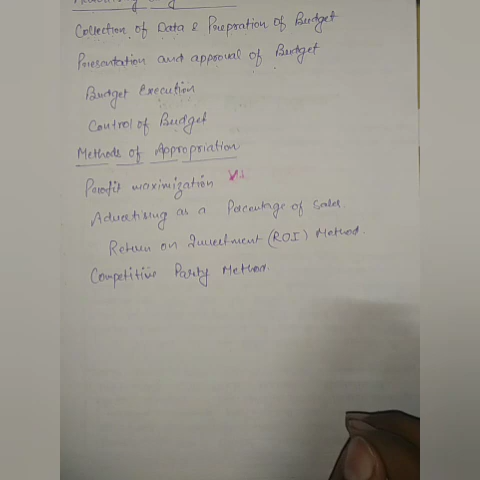 Collection of Data & Prepration of Budget
Presentation and approval of Budget
Budget Execution
Control of Budget
Methods of Appropriation
Profit maximization
Advertising as a Percentage of Sales.
Return on Investment (ROI) Method.
Competitive Parity Method.